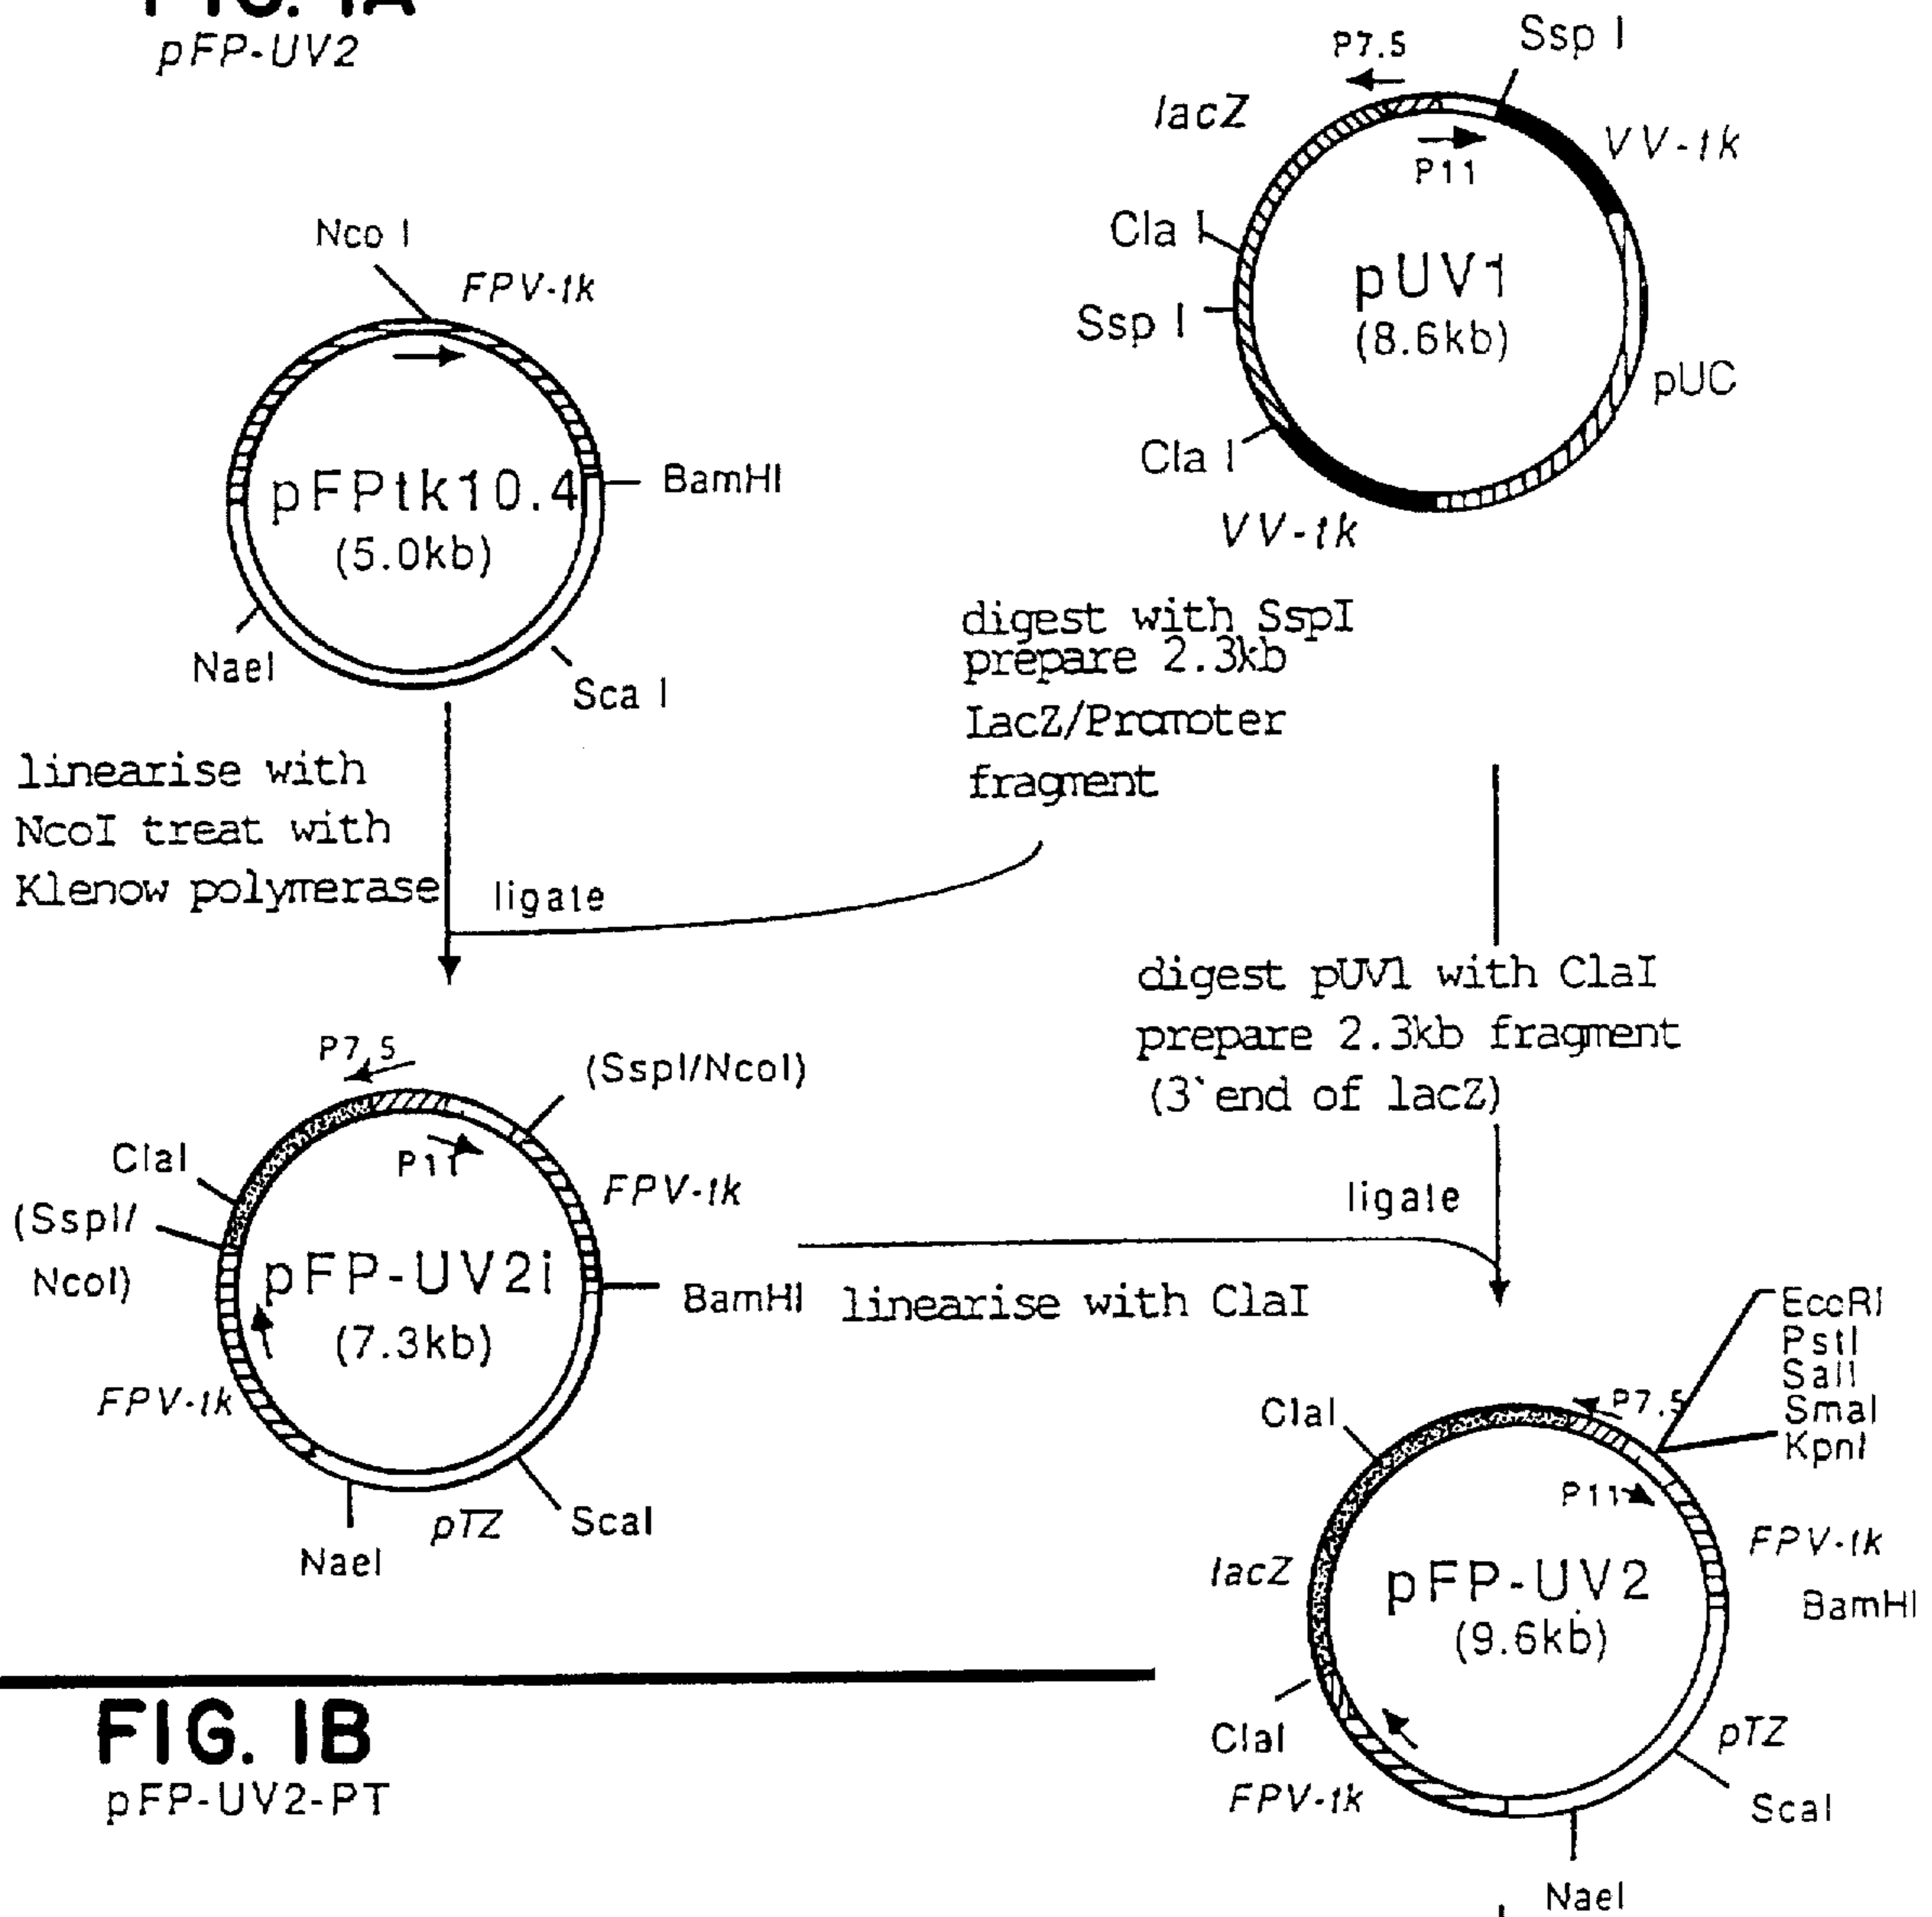 FIG. 1A
pFP-UV2
P7.5
Ssp I
lacZ
VV-tk
P11
Cla I
pUV1
(8.6kb)
Ssp I
pUC
Cla I
VV-tk
Nco I
FPV-tk
pFPtk10.4
(5.0kb)
BamHI
NaeI
Sca I
digest with SspI
prepare 2.3kb
LacZ/Promoter
fragment
linearise with
NcoI treat with
Klenow polymerase
ligate
digest pUV1 with ClaI
prepare 2.3kb fragment
(3`end of lacZ)
ligate
P7.5
(SspI/NcoI)
ClaI
P11
FPV-tk
(SspI/
NcoI)
pFP-UV2i
(7.3kb)
BamHI
FPV-tk
pTZ
ScaI
NaeI
linearise with ClaI
EcoRI
PstI
SalI
SmaI
KpnI
P7.5
ClaI
P11
FPV-tk
lacZ
pFP-UV2
(9.6kb)
BamHI
ClaI
pTZ
FPV-tk
ScaI
NaeI
FIG. 1B
pFP-UV2-PT